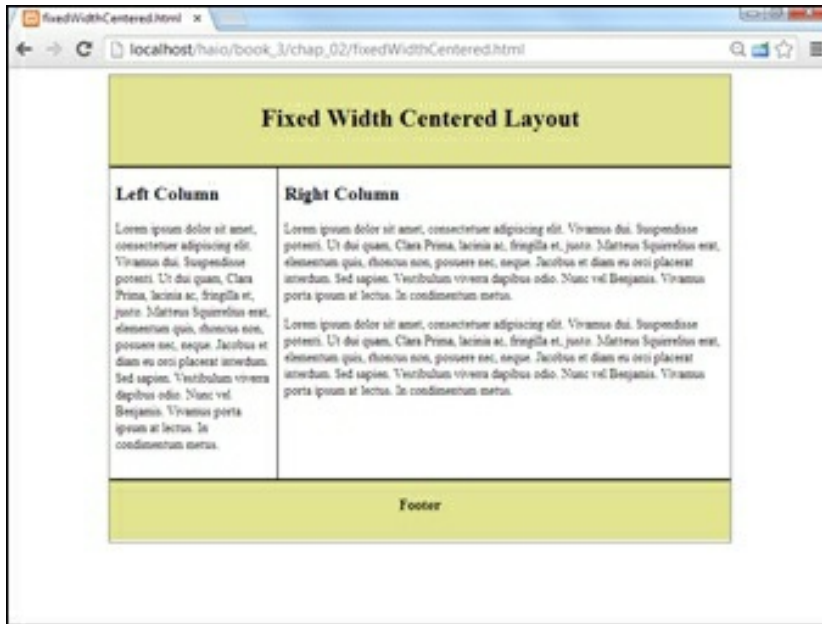 fixedWidthCentered.html
localhost/haio/book_3/chap_02/fixedWidthCentered.html
Fixed Width Centered Layout
Left Column
Lorem ipsum dolor sit amet,
consectetuer adipiscing elit.
Vivamus dui. Suspendisse
potenti. Ut dui quam, Clara
Prima, lacinia ac, fringilla et,
justo. Matteus Squirrelius erat,
elementum quis, rhoncus non,
posuere nec, neque. Jacobus et
diam eu orci placerat interdum.
Sed sapien. Vestibulum viverra
dapibus odio. Nunc vel
Benjamis. Vivamus porta
ipsum at lectus. In
condimentum metus.
Right Column
Lorem ipsum dolor sit amet, consectetuer adipiscing elit. Vivamus dui. Suspendisse
potenti. Ut dui quam, Clara Prima, lacinia ac, fringilla et, justo. Matteus Squirrelius erat,
elementum quis, rhoncus non, posuere nec, neque. Jacobus et diam eu orci placerat
interdum. Sed sapien. Vestibulum viverra dapibus odio. Nunc vel Benjamis. Vivamus
porta ipsum at lectus. In condimentum metus.
Lorem ipsum dolor sit amet, consectetuer adipiscing elit. Vivamus dui. Suspendisse
potenti. Ut dui quam, Clara Prima, lacinia ac, fringilla et, justo. Matteus Squirrelius erat,
elementum quis, rhoncus non, posuere nec, neque. Jacobus et diam eu orci placerat
interdum. Sed sapien. Vestibulum viverra dapibus odio. Nunc vel Benjamis. Vivamus
porta ipsum at lectus. In condimentum metus.
Footer